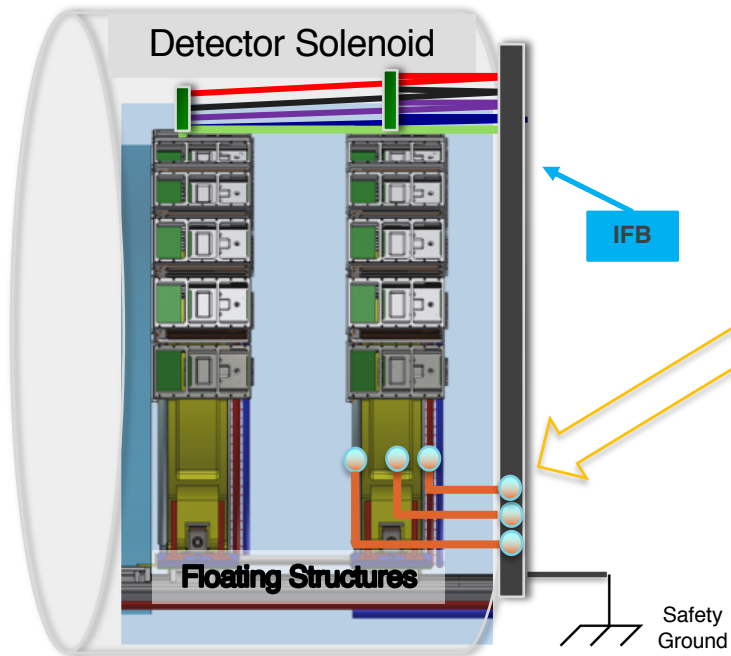 Detector Solenoid
IFB
Floating Structures
Safety
Ground